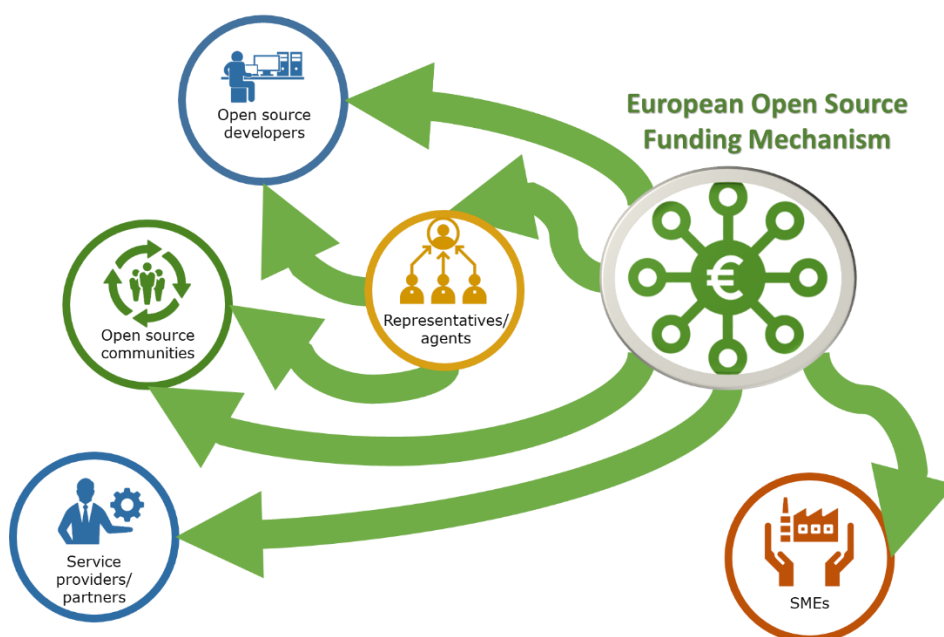 European Open Source
Funding Mechanism
Open source
developers
Representatives/
agents
Open source
communities
Service
providers/
partners
SMEs